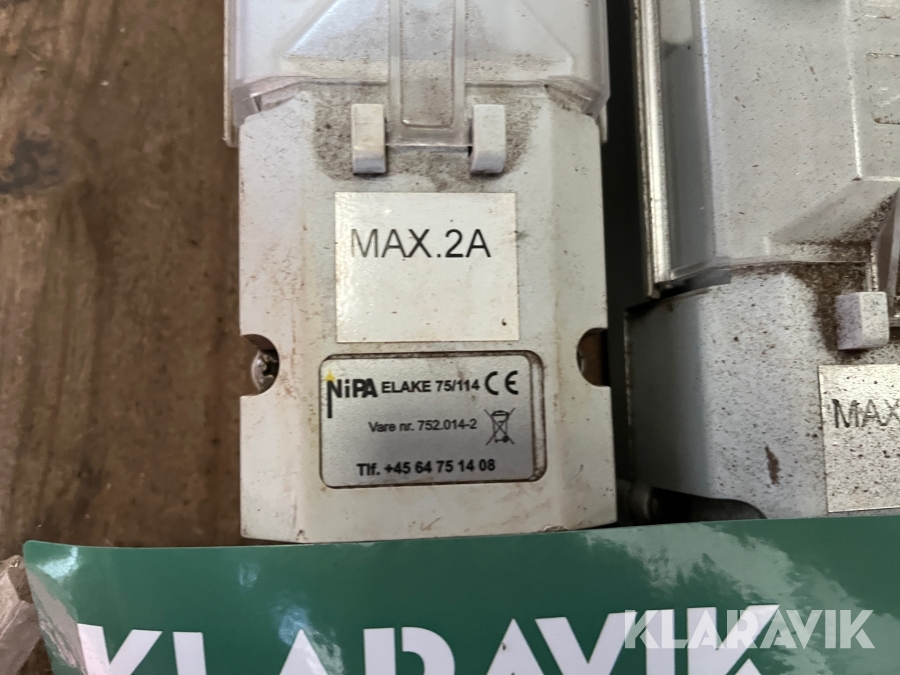 MAX.2A
NiPA ELAKE 75/114 CE
Vare nr. 752.014-2
Tlf. +45 64 75 14 08
MAX
KLARAVIK
KLARAVIK